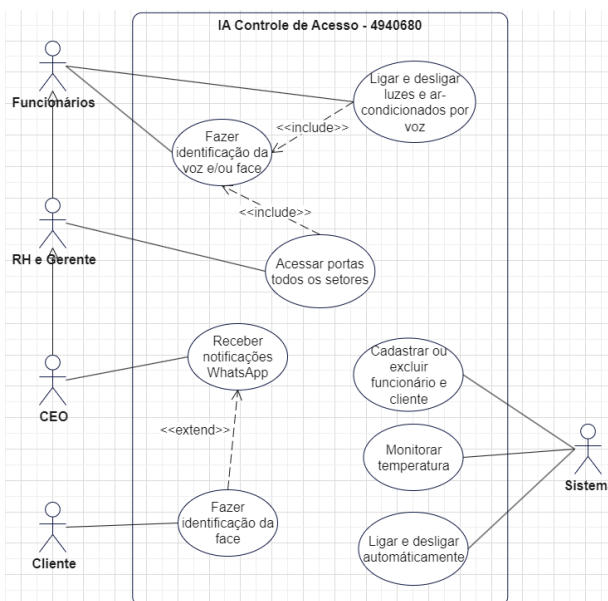 IA Controle de Acesso - 4940680
Funcionários
Ligar e desligar
luzes e ar-
condicionados por
voz
<<include>>
Fazer
identificação da
voz e/ou face
<<include>>
RH e Gerente
Acessar portas
todos os setores
Receber
notificações
WhatsApp
Cadastrar ou
excluir
funcionário e
cliente
CEO
<<extend>>
Monitorar
temperatura
Sistema
Fazer
identificação da
face
Ligar e desligar
automáticamente
Cliente